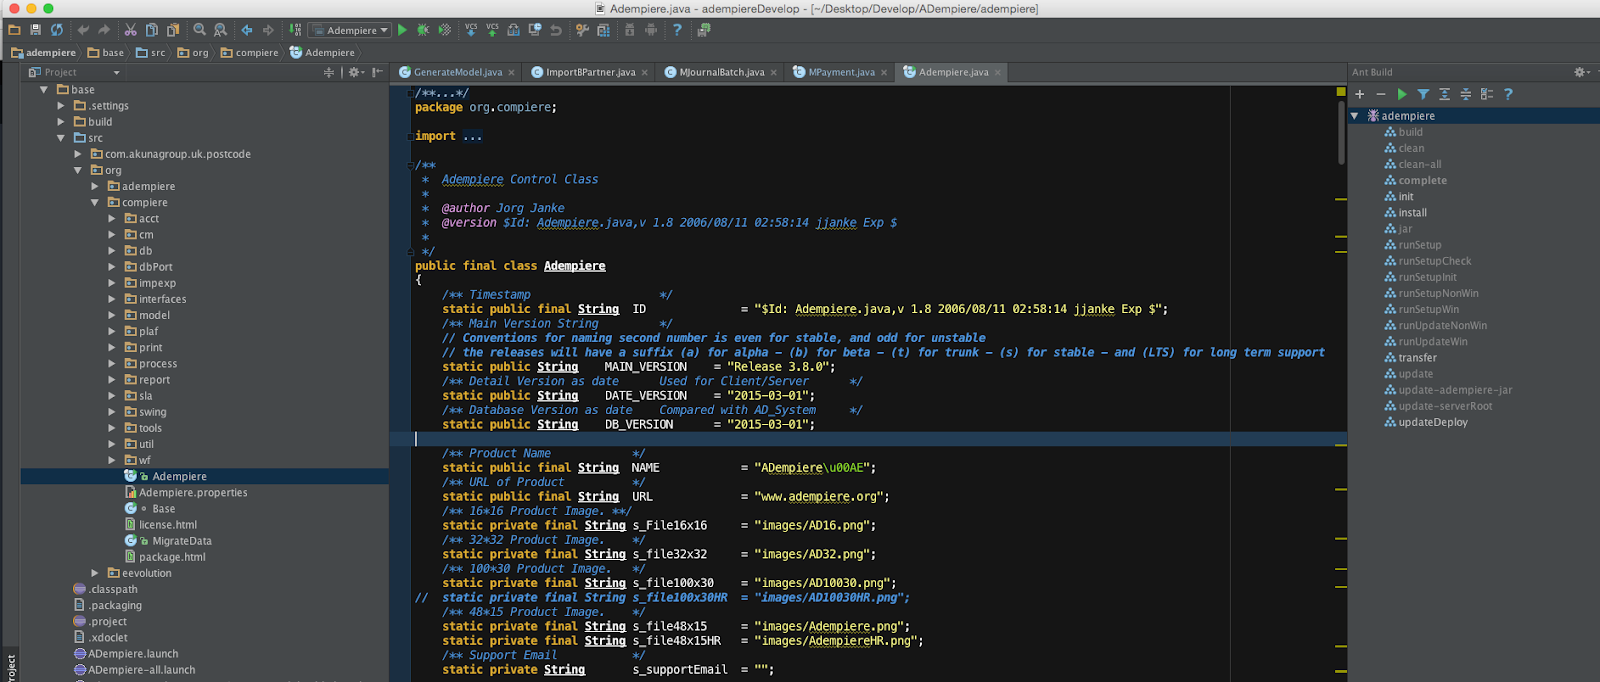 Adempiere.java - adempiereDevelop - [~/Desktop/Develop/ADempiere/adempiere]
Adempiere
adempiere base src org compiere Adempiere
Project
GenerateModel.java ImportBPartner.java MJournalBatch.java MPayment.java Adempiere.java
base
.settings
build
src
com.akunagroup.uk.postcode
org
adempiere
compiere
acct
cm
db
dbPort
impexp
interfaces
model
plaf
print
process
report
sla
swing
tools
util
wf
Adempiere
Adempiere.properties
Base
license.html
MigrateData
package.html
eevolution
.classpath
.packaging
.project
.xdoclet
ADempiere.launch
ADempiere-all.launch
roject
/**...*/
package org.compiere;
import ...
/**
*  Adempiere Control Class
*
*  @author Jorg Janke
*  @version $Id: Adempiere.java,v 1.8 2006/08/11 02:58:14 jjanke Exp $
*
*/
public final class Adempiere
{
/** Timestamp */
static public final String ID = "$Id: Adempiere.java,v 1.8 2006/08/11 02:58:14 jjanke Exp $";
/** Main Version String */
// Conventions for naming second number is even for stable, and odd for unstable
// the releases will have a suffix (a) for alpha - (b) for beta - (t) for trunk - (s) for stable - and (LTS) for long term support
static public String MAIN_VERSION = "Release 3.8.0";
/** Detail Version as date Used for Client/Server */
static public String DATE_VERSION = "2015-03-01";
/** Database Version as date Compared with AD_System */
static public String DB_VERSION = "2015-03-01";
/** Product Name */
static public final String NAME = "ADempiere\u00AE";
/** URL of Product */
static public final String URL = "www.adempiere.org";
/** 16*16 Product Image. **/
static private final String s_File16x16 = "images/AD16.png";
/** 32*32 Product Image. */
static private final String s_file32x32 = "images/AD32.png";
/** 100*30 Product Image. */
static private final String s_file100x30 = "images/AD10030.png";
// static private final String s_file100x30HR = "images/AD10030HR.png";
/** 48*15 Product Image. */
static private final String s_file48x15 = "images/Adempiere.png";
static private final String s_file48x15HR = "images/AdempiereHR.png";
/** Support Email */
static private String s_supportEmail = "";
Ant Build
adempiere
build
clean
clean-all
complete
init
install
jar
runSetup
runSetupCheck
runSetupInit
runSetupNonWin
runSetupWin
runUpdateNonWin
runUpdateWin
transfer
update
update-adempiere-jar
update-serverRoot
updateDeploy